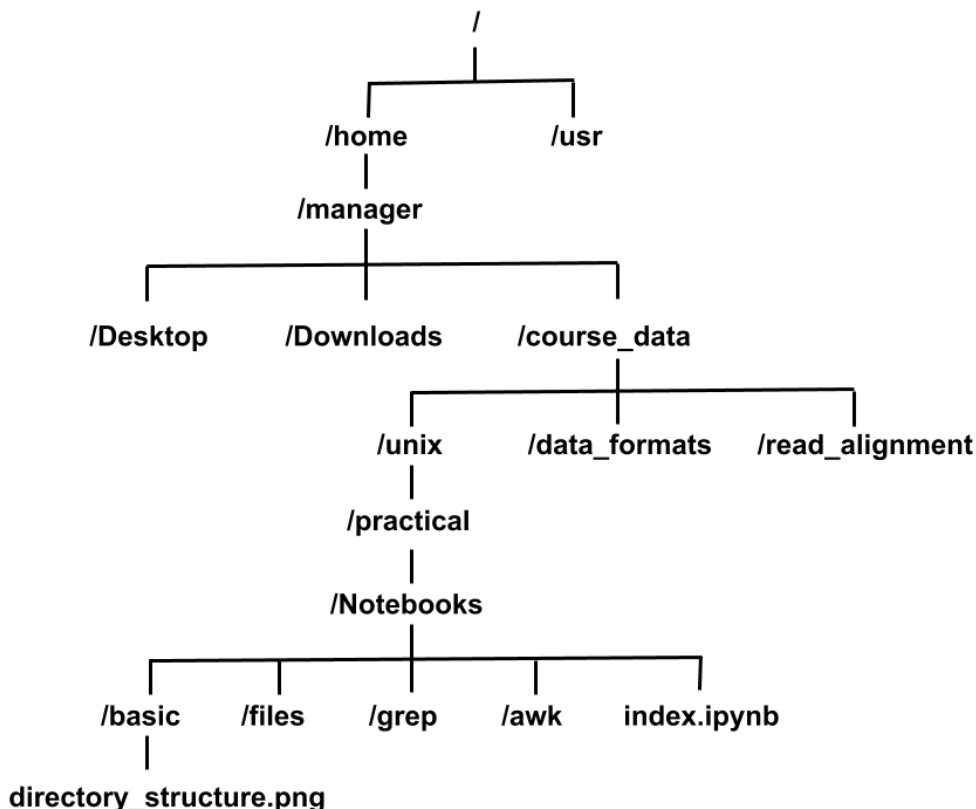 /
/home /usr
/manager
/Desktop /Downloads /course_data
/unix /data_formats /read_alignment
/practical
/Notebooks
/basic /files /grep /awk index.ipynb
directory_structure.png